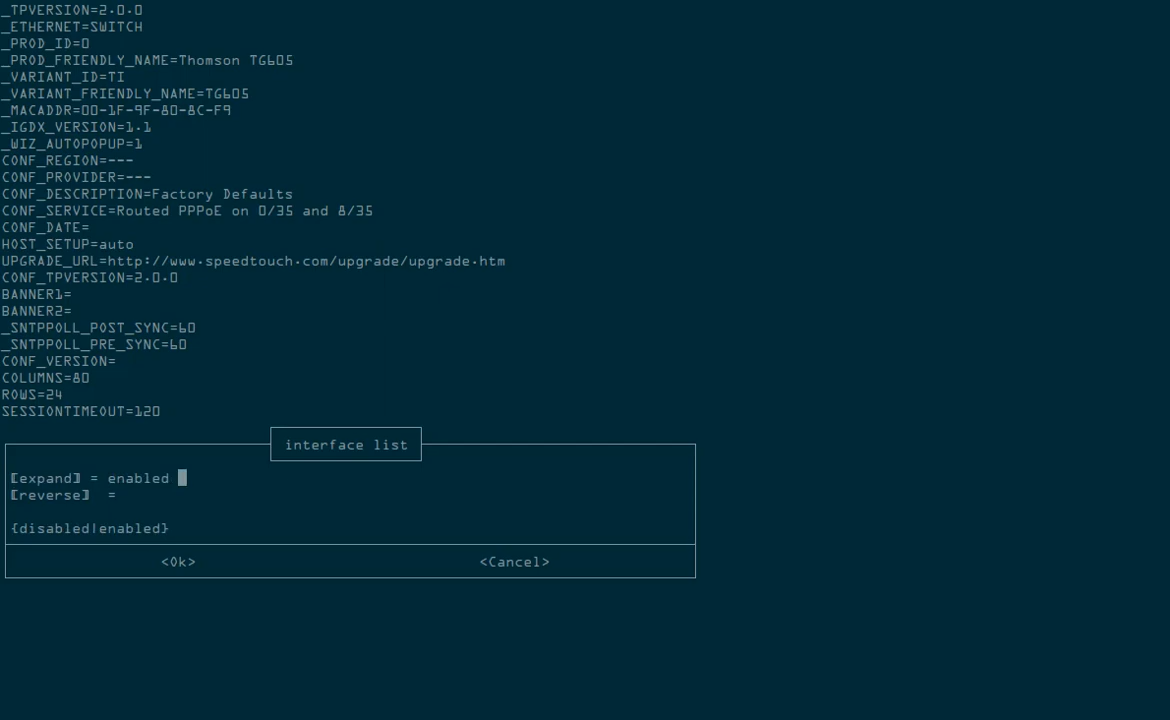 _TPVERSION=2.0.0
_ETHERNET=SWITCH
_PROD_ID=0
_PROD_FRIENDLY_NAME=Thomson TG605
_VARIANT_ID=TI
_VARIANT_FRIENDLY_NAME=TG605
_MACADDR=00-1F-9F-80-8C-F9
_IGDX_VERSION=1.1
_WIZ_AUTOPOPUP=1
CONF_REGION=---
CONF_PROVIDER=---
CONF_DESCRIPTION=Factory Defaults
CONF_SERVICE=Routed PPPoE on 0/35 and 8/35
CONF_DATE=
HOST_SETUP=auto
UPGRADE_URL=http://www.speedtouch.com/upgrade/upgrade.htm
CONF_TPVERSION=2.0.0
BANNER1=
BANNER2=
_SNTPPOLL_POST_SYNC=60
_SNTPPOLL_PRE_SYNC=60
CONF_VERSION=
COLUMNS=80
ROWS=24
SESSIONTIMEOUT=120
interface list
[expand] = enabled
[reverse]  =
{disabled|enabled}
<Ok> <Cancel>